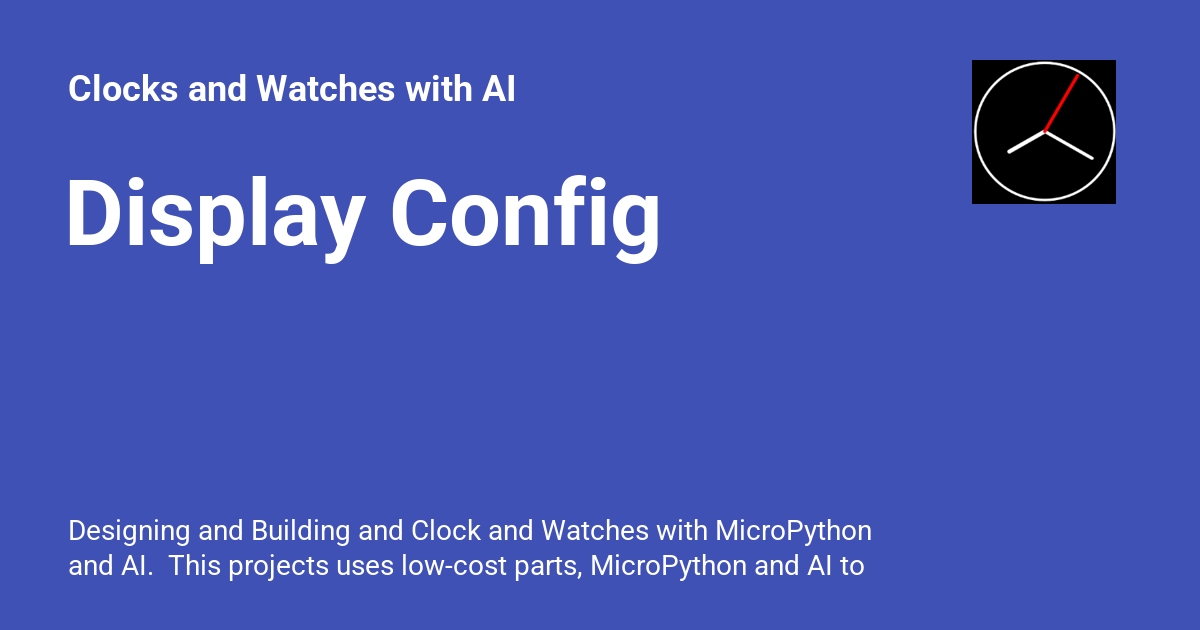 Clocks and Watches with AI
Display Config
Designing and Building and Clock and Watches with MicroPython
and AI.  This projects uses low-cost parts, MicroPython and AI to